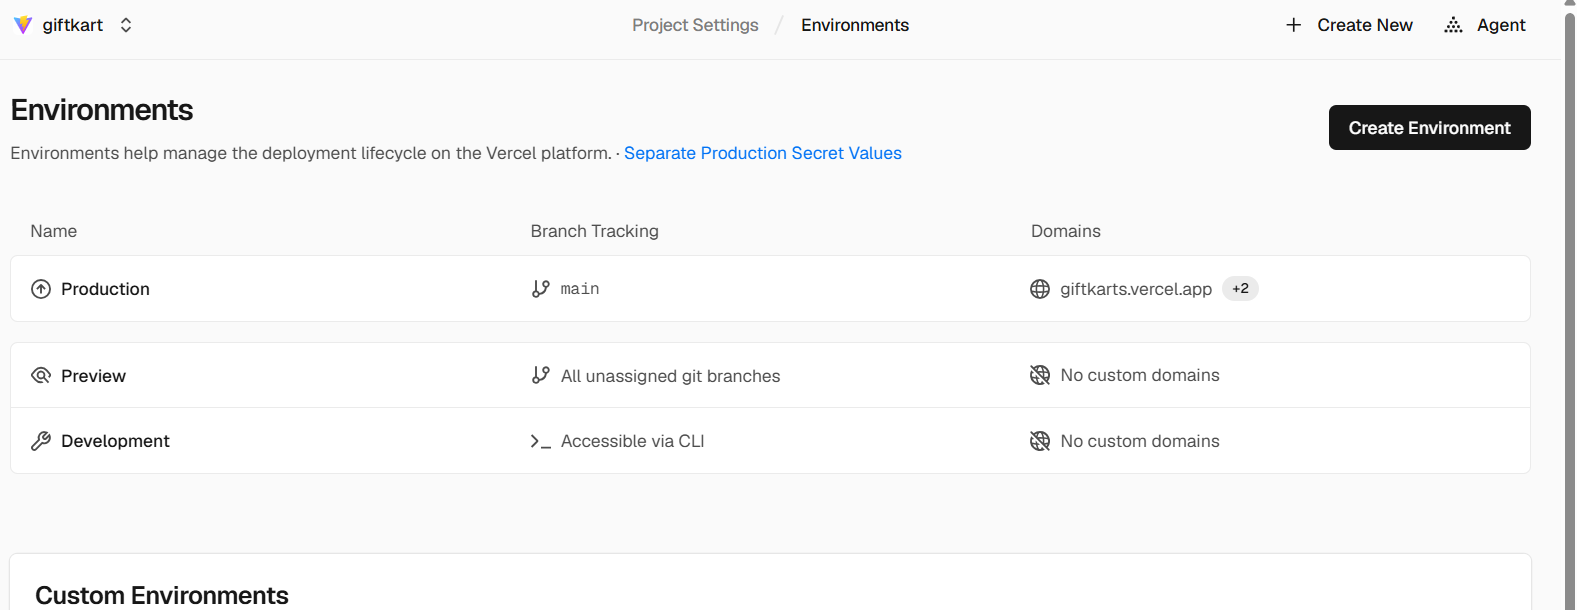 giftkart
Project Settings / Environments
+ Create New
Agent
Environments
Create Environment
Environments help manage the deployment lifecycle on the Vercel platform. · Separate Production Secret Values
Name Branch Tracking Domains
Production main giftkarts.vercel.app +2
Preview All unassigned git branches No custom domains
Development Accessible via CLI No custom domains
Custom Environments